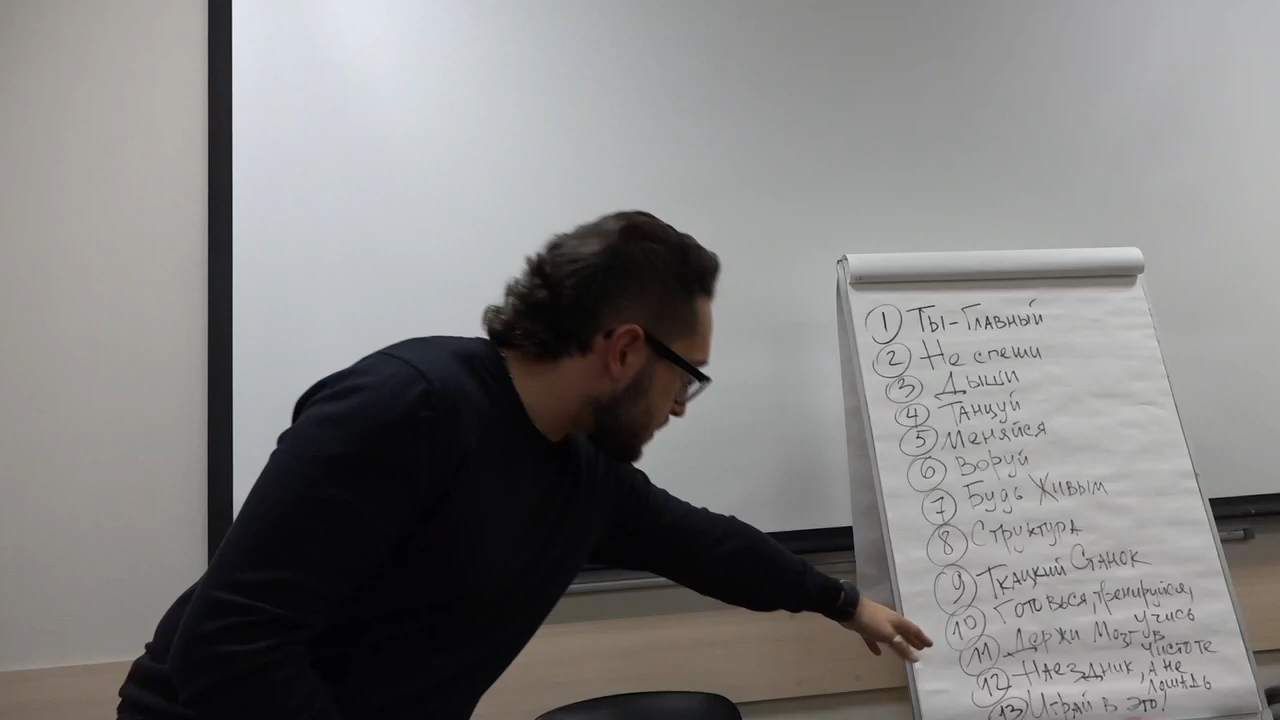 1 Ты-Главный
2 Не спеши
3 Дыши
4 Танцуй
5 Меняйся
6 Воруй
7 Будь Живым
8 Структура
9 Ткацкий Станок
10 Готовься, тренируйся,
учись
11 Держи Мозг в
чистоте
12 Наездник, а не
лошадь
13 Играй в это!